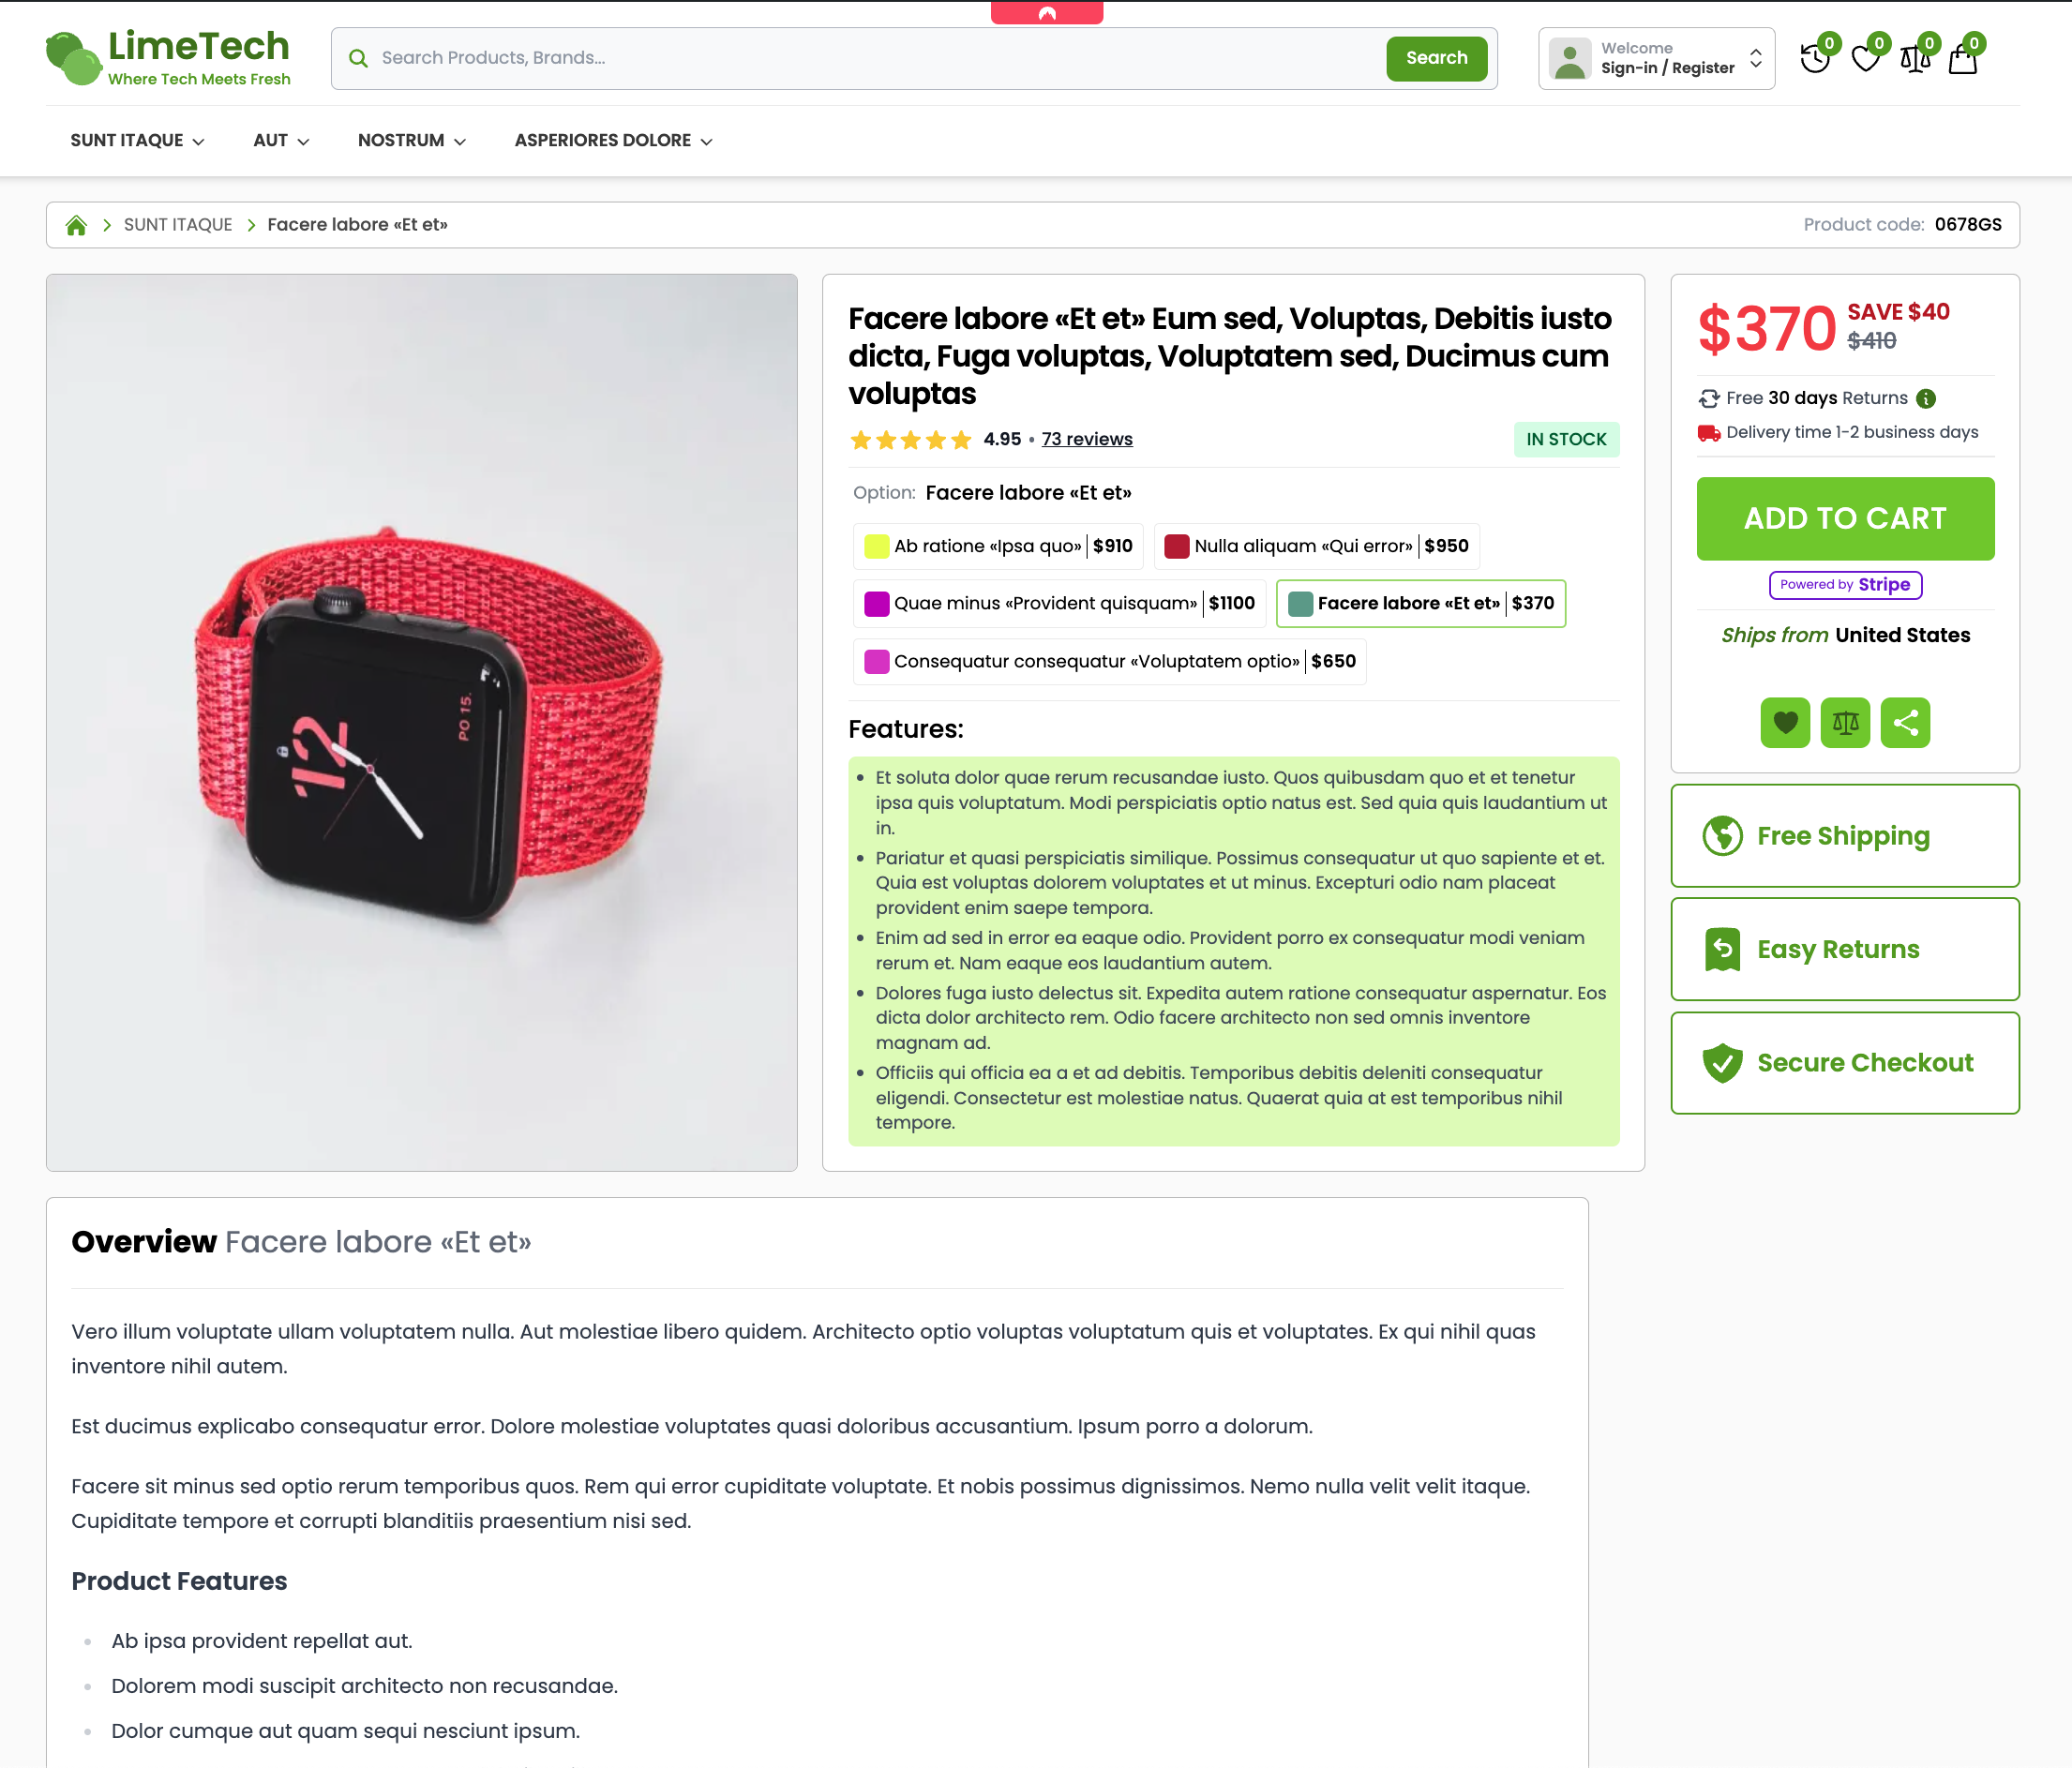 LimeTech
Where Tech Meets Fresh
Search Products, Brands...
Search
Welcome
Sign-in / Register
0
0
0
0
SUNT ITAQUE
AUT
NOSTRUM
ASPERIORES DOLORE
SUNT ITAQUE
Facere labore «Et et»
Product code: 0678GS
12
PO 15.
Facere labore «Et et» Eum sed, Voluptas, Debitis iusto
dicta, Fuga voluptas, Voluptatem sed, Ducimus cum
voluptas
4.95 • 73 reviews
IN STOCK
Option: Facere labore «Et et»
Ab ratione «Ipsa quo» $910
Nulla aliquam «Qui error» $950
Quae minus «Provident quisquam» $1100
Facere labore «Et et» $370
Consequatur consequatur «Voluptatem optio» $650
Features:
• Et soluta dolor quae rerum recusandae iusto. Quos quibusdam quo et et tenetur
ipsa quis voluptatum. Modi perspiciatis optio natus est. Sed quia quis laudantium ut
in.
• Pariatur et quasi perspiciatis similique. Possimus consequatur ut quo sapiente et et.
Quia est voluptas dolorem voluptates et ut minus. Excepturi odio nam placeat
provident enim saepe tempora.
• Enim ad sed in error ea eaque odio. Provident porro ex consequatur modi veniam
rerum et. Nam eaque eos laudantium autem.
• Dolores fuga iusto delectus sit. Expedita autem ratione consequatur aspernatur. Eos
dicta dolor architecto rem. Odio facere architecto non sed omnis inventore
magnam ad.
• Officiis qui officia ea a et ad debitis. Temporibus debitis deleniti consequatur
eligendi. Consectetur est molestiae natus. Quaerat quia at est temporibus nihil
tempore.
$370
SAVE $40
$410
Free 30 days Returns
Delivery time 1-2 business days
ADD TO CART
Powered by Stripe
Ships from United States
Free Shipping
Easy Returns
Secure Checkout
Overview Facere labore «Et et»
Vero illum voluptate ullam voluptatem nulla. Aut molestiae libero quidem. Architecto optio voluptas voluptatum quis et voluptates. Ex qui nihil quas
inventore nihil autem.
Est ducimus explicabo consequatur error. Dolore molestiae voluptates quasi doloribus accusantium. Ipsum porro a dolorum.
Facere sit minus sed optio rerum temporibus quos. Rem qui error cupiditate voluptate. Et nobis possimus dignissimos. Nemo nulla velit velit itaque.
Cupiditate tempore et corrupti blanditiis praesentium nisi sed.
Product Features
• Ab ipsa provident repellat aut.
• Dolorem modi suscipit architecto non recusandae.
• Dolor cumque aut quam sequi nesciunt ipsum.